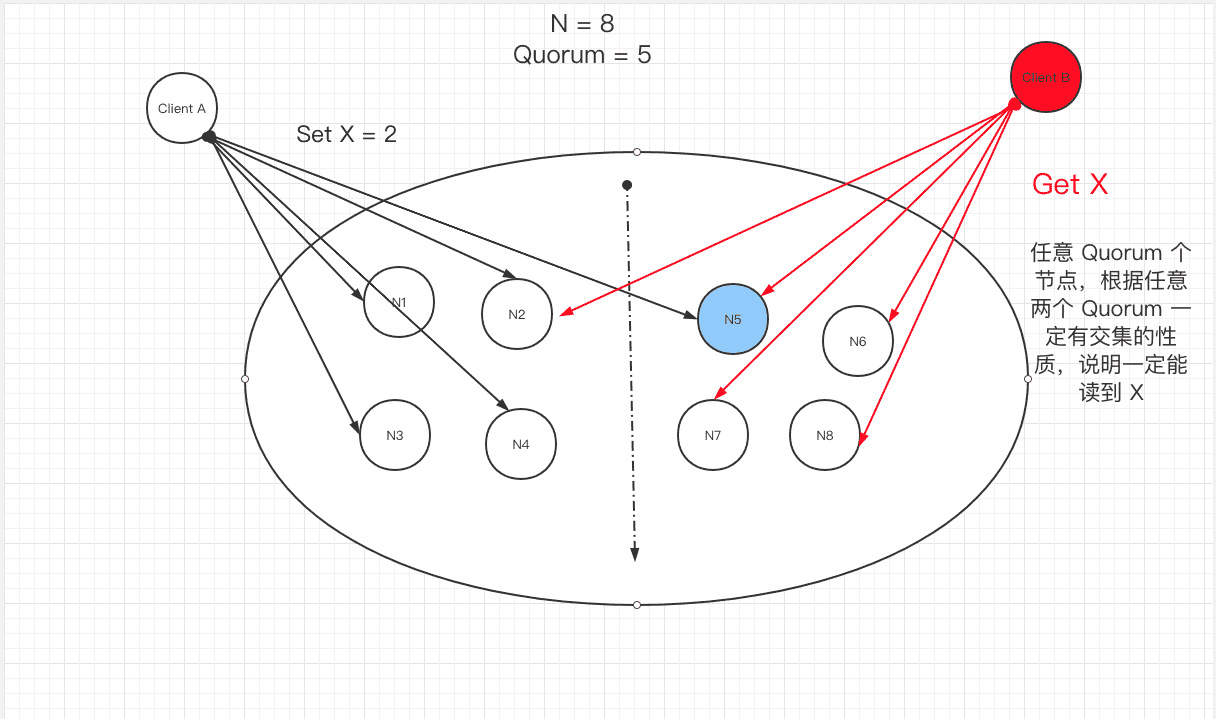 N = 8
Quorum = 5
Client A
Client B
Set X = 2
Get X
任意 Quorum 个
节点，根据任意
两个 Quorum 一
定有交集的性
质，说明一定能
读到 X
N1
N2
N5
N6
N3
N4
N7
N8